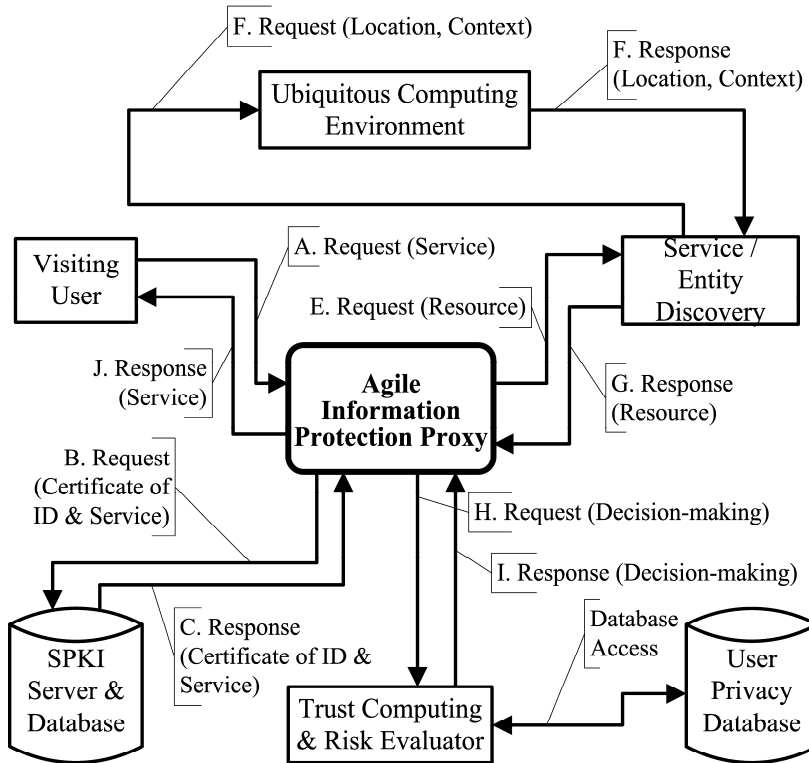 F. Request (Location, Context)
F. Response
(Location, Context)
Ubiquitous Computing
Environment
Visiting
User
A. Request (Service)
Service /
Entity
Discovery
E. Request (Resource)
J. Response
(Service)
Agile
Information
Protection Proxy
G. Response
(Resource)
B. Request
(Certificate of
ID & Service)
H. Request (Decision-making)
I. Response (Decision-making)
C. Response
(Certificate of ID &
Service)
Database
Access
SPKI
Server &
Database
Trust Computing
& Risk Evaluator
User
Privacy
Database